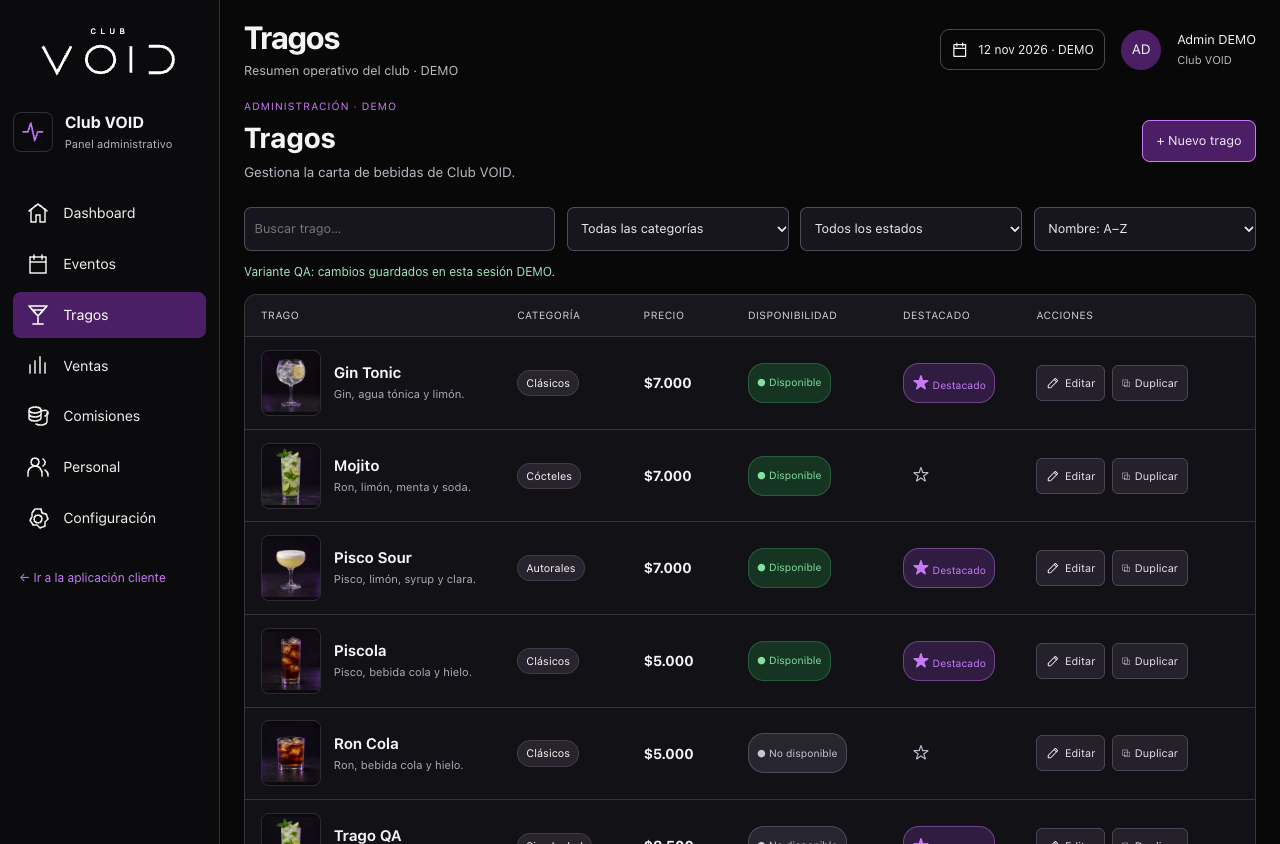 CLUB
VOID
Club VOID
Panel administrativo
Dashboard
Eventos
Tragos
Ventas
Comisiones
Personal
Configuración
← Ir a la aplicación cliente
Tragos
Resumen operativo del club · DEMO
12 nov 2026 · DEMO
AD
Admin DEMO
Club VOID
ADMINISTRACIÓN · DEMO
Tragos
Gestiona la carta de bebidas de Club VOID.
+ Nuevo trago
Buscar trago...
Todas las categorías
Todos los estados
Nombre: A–Z
Variante QA: cambios guardados en esta sesión DEMO.
TRAGO CATEGORÍA PRECIO DISPONIBILIDAD DESTACADO ACCIONES
Gin Tonic
Gin, agua tónica y limón.
Clásicos
$7.000
Disponible
Destacado
Editar
Duplicar
Mojito
Ron, limón, menta y soda.
Cócteles
$7.000
Disponible
Editar
Duplicar
Pisco Sour
Pisco, limón, syrup y clara.
Autorales
$7.000
Disponible
Destacado
Editar
Duplicar
Piscola
Pisco, bebida cola y hielo.
Clásicos
$5.000
Disponible
Destacado
Editar
Duplicar
Ron Cola
Ron, bebida cola y hielo.
Clásicos
$5.000
No disponible
Editar
Duplicar
Trago QA